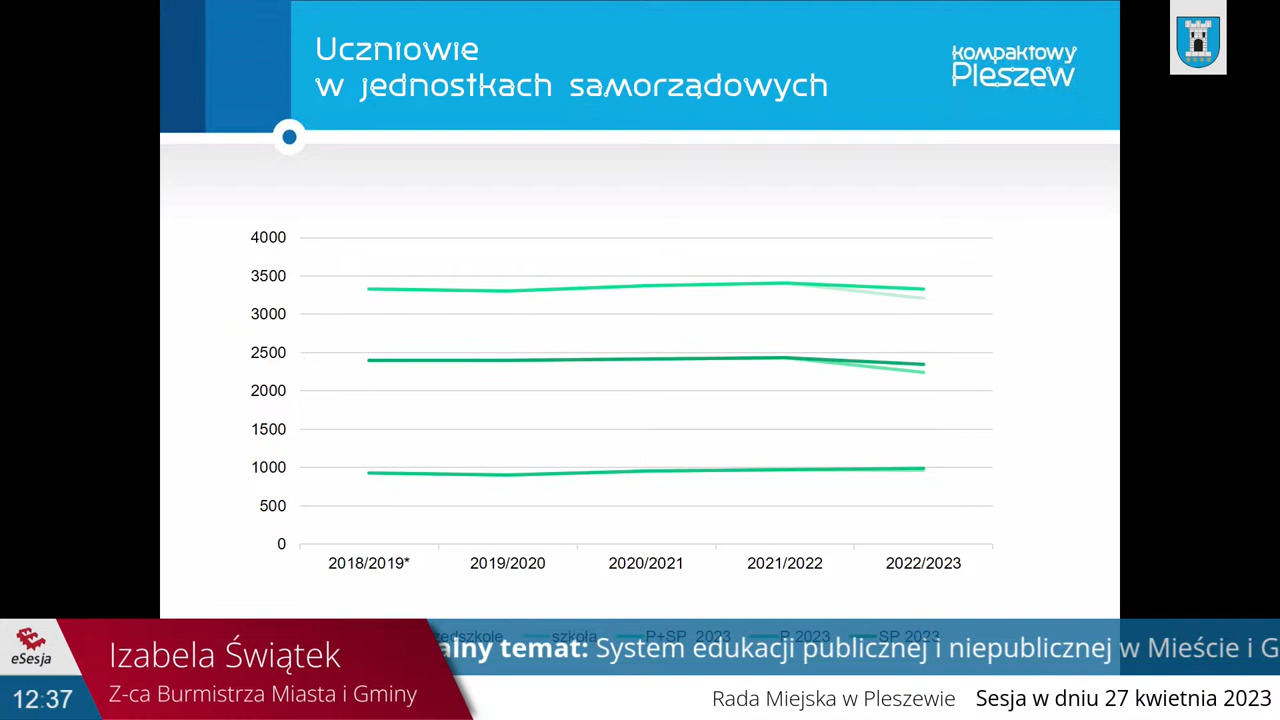 Uczniowie
w jednostkach samorządowych
kompaktowy
Pleszew
4000
3500
3000
2500
2000
1500
1000
500
0
2018/2019* 2019/2020 2020/2021 2021/2022 2022/2023
szkoła P+SP 2023 P 2023 SP 2023
alny temat: System edukacji publicznej i niepublicznej w Mieście i G
eSesja
Izabela Świątek
Z-ca Burmistrza Miasta i Gminy
12:37
Rada Miejska w Pleszewie Sesja w dniu 27 kwietnia 2023